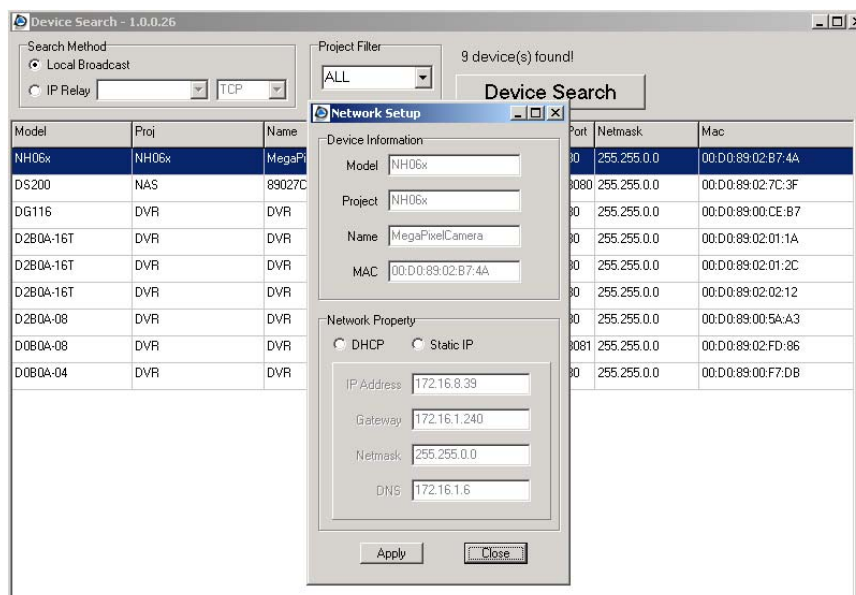 Device Search - 1.0.0.26
Search Method
Local Broadcast
IP Relay TCP
Project Filter
ALL
9 device(s) found!
Device Search
Model Proj Name Port Netmask Mac
NH06x NH06x MegaPi 80 255.255.0.0 00:D0:89:02:B7:4A
DS200 NAS 89027C 8080 255.255.0.0 00:D0:89:02:7C:3F
DG116 DVR DVR 80 255.255.0.0 00:D0:89:00:CE:B7
D2B0A-16T DVR DVR 80 255.255.0.0 00:D0:89:02:01:1A
D2B0A-16T DVR DVR 80 255.255.0.0 00:D0:89:02:01:2C
D2B0A-16T DVR DVR 80 255.255.0.0 00:D0:89:02:02:12
D2B0A-08 DVR DVR 80 255.255.0.0 00:D0:89:00:5A:A3
D0B0A-08 DVR DVR 8081 255.255.0.0 00:D0:89:02:FD:86
D0B0A-04 DVR DVR 80 255.255.0.0 00:D0:89:00:F7:DB
Network Setup
Device Information
Model NH06x
Project NH06x
Name MegaPixelCamera
MAC 00:D0:89:02:B7:4A
Network Property
DHCP Static IP
IP Address 172.16.8.39
Gateway 172.16.1.240
Netmask 255.255.0.0
DNS 172.16.1.6
Apply Close